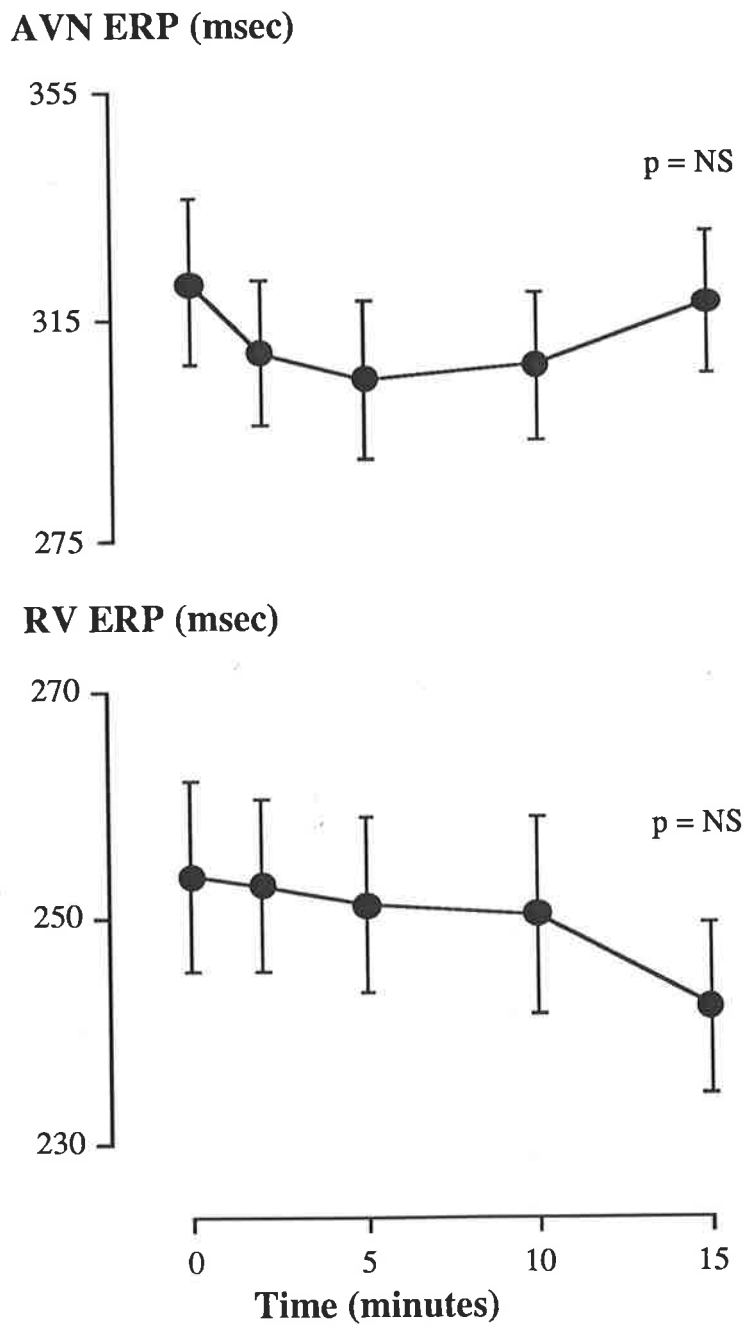 AVN ERP (msec)
355
p = NS
315
275
RV ERP (msec)
270
p = NS
250
230
0 5 10 15
Time (minutes)